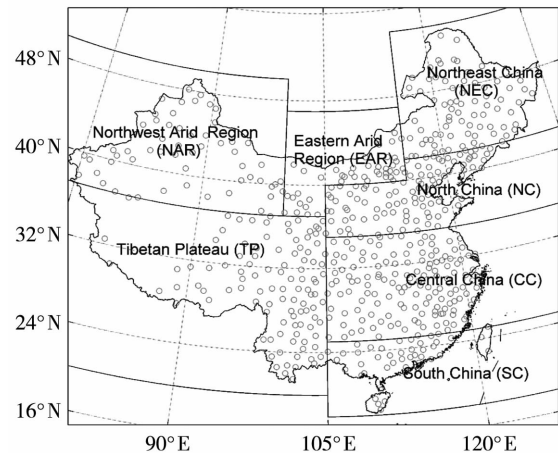 48°N
40°N
32°N
24°N
16°N
Northeast China
(NEC)
Northwest Arid Region
(NAR)
Eastern Arid
Region (EAR)
North China (NC)
Tibetan Plateau (TP)
Central China (CC)
South China (SC)
90°E
105°E
120°E